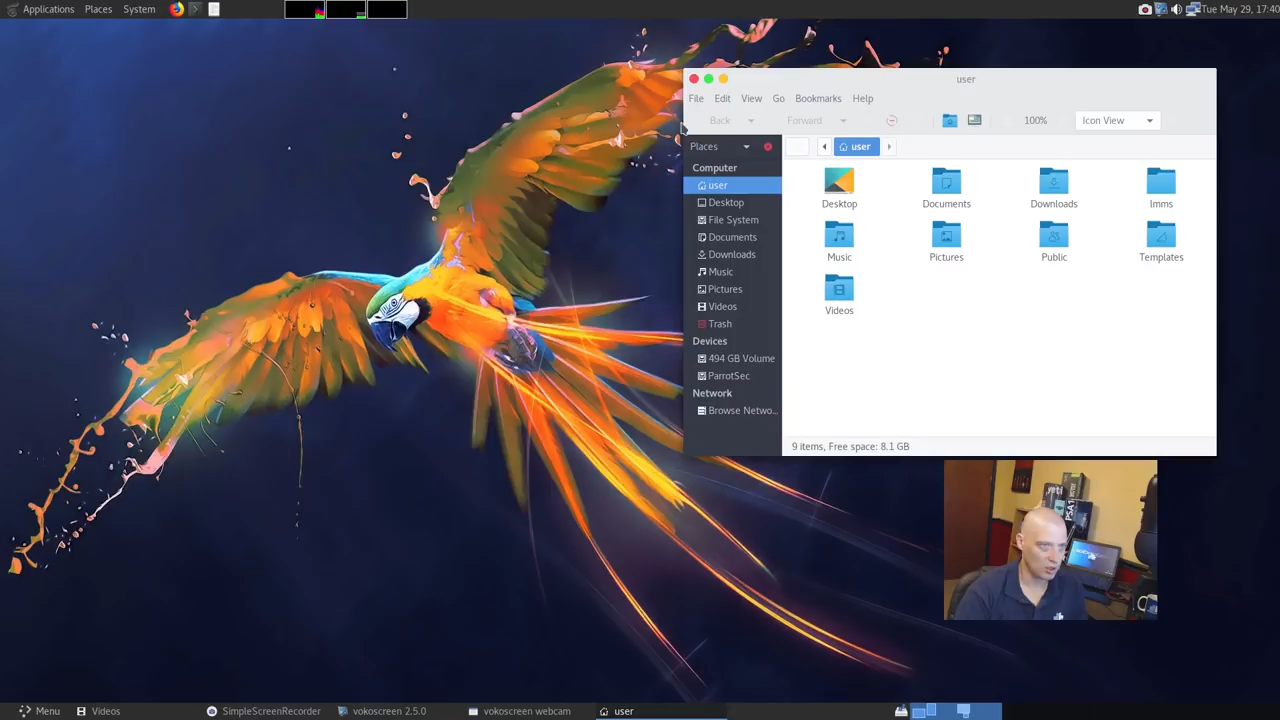 Applications Places System
Tue May 29, 17:40
user
File Edit View Go Bookmarks Help
Back Forward 100% Icon View
Places user
Computer
user
Desktop
File System
Documents
Downloads
Music
Pictures
Videos
Trash
Devices
494 GB Volume
ParrotSec
Network
Browse Netwo...
Desktop Documents Downloads lmms
Music Pictures Public Templates
Videos
9 items, Free space: 8.1 GB
yeti
PSA1
Menu Videos SimpleScreenRecorder vokoscreen 2.5.0 vokoscreen webcam user